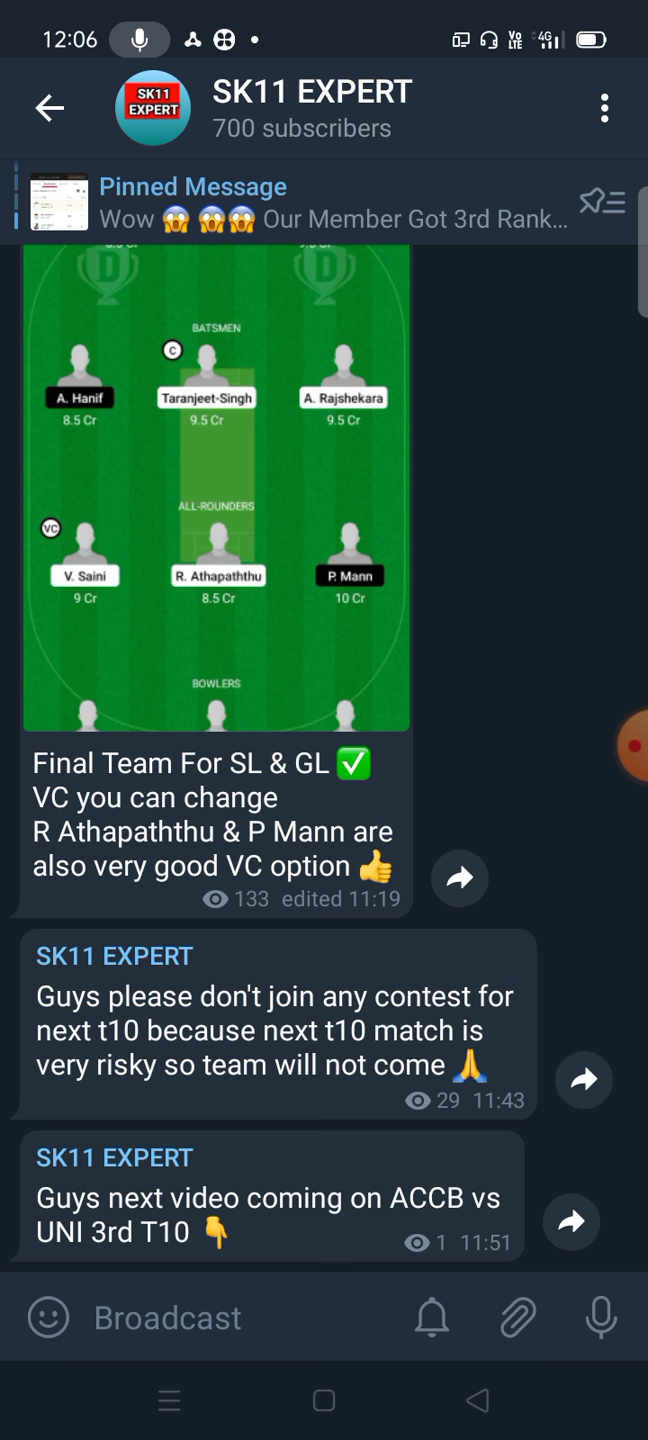 12:06
Vo
LTE
4G
SK11
EXPERT
SK11 EXPERT
700 subscribers
Pinned Message
Wow 😱 😱😱 Our Member Got 3rd Rank...
BATSMEN
C
A. Hanif
Taranjeet-Singh
A. Rajshekara
8.5 Cr
9.5 Cr
9.5 Cr
ALL-ROUNDERS
VC
V. Saini
R. Athapaththu
P. Mann
9 Cr
8.5 Cr
10 Cr
BOWLERS
Final Team For SL & GL ✅
VC you can change
R Athapaththu & P Mann are
also very good VC option 👍
133 edited 11:19
SK11 EXPERT
Guys please don't join any contest for
next t10 because next t10 match is
very risky so team will not come 🙏
29 11:43
SK11 EXPERT
Guys next video coming on ACCB vs
UNI 3rd T10 👇
1 11:51
Broadcast